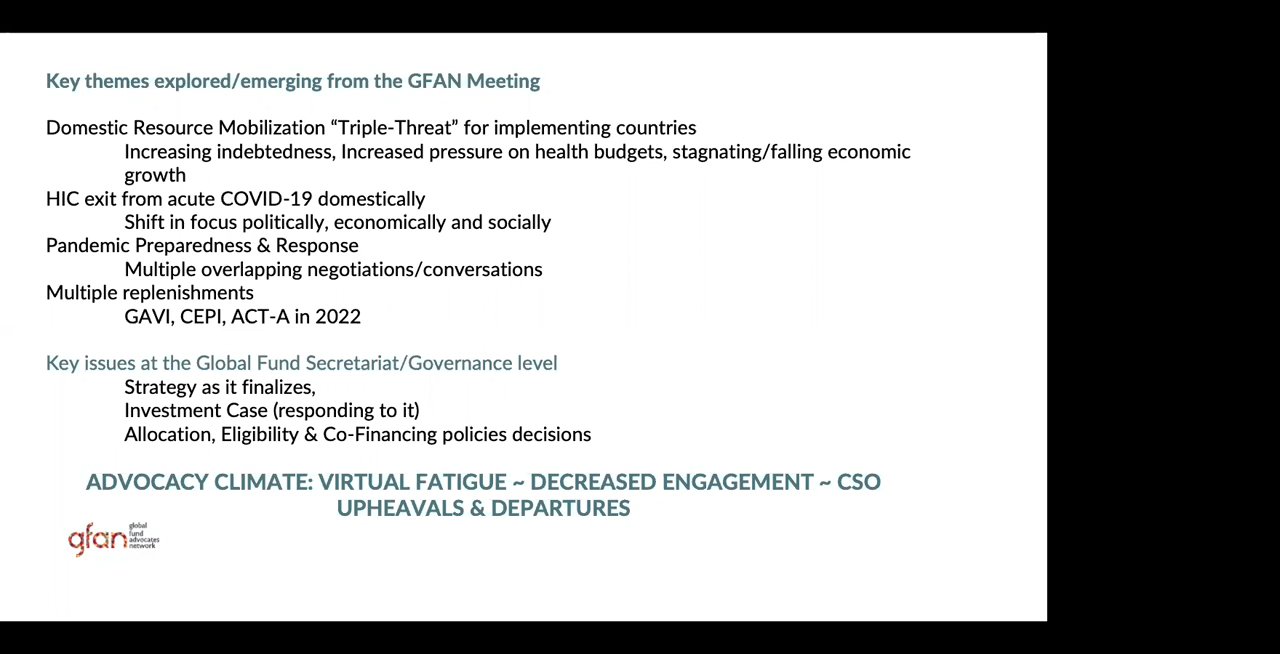 Key themes explored/emerging from the GFAN Meeting
Domestic Resource Mobilization “Triple-Threat” for implementing countries
Increasing indebtedness, Increased pressure on health budgets, stagnating/falling economic
growth
HIC exit from acute COVID-19 domestically
Shift in focus politically, economically and socially
Pandemic Preparedness & Response
Multiple overlapping negotiations/conversations
Multiple replenishments
GAVI, CEPI, ACT-A in 2022
Key issues at the Global Fund Secretariat/Governance level
Strategy as it finalizes,
Investment Case (responding to it)
Allocation, Eligibility & Co-Financing policies decisions
ADVOCACY CLIMATE: VIRTUAL FATIGUE ~ DECREASED ENGAGEMENT ~ CSO
UPHEAVALS & DEPARTURES
gfan
global
fund
advocates
network